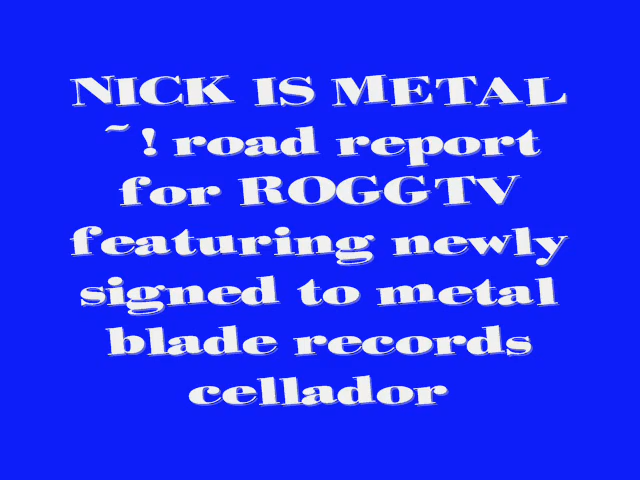 NICK IS METAL
~! road report
for ROGGTV
featuring newly
signed to metal
blade records
cellador